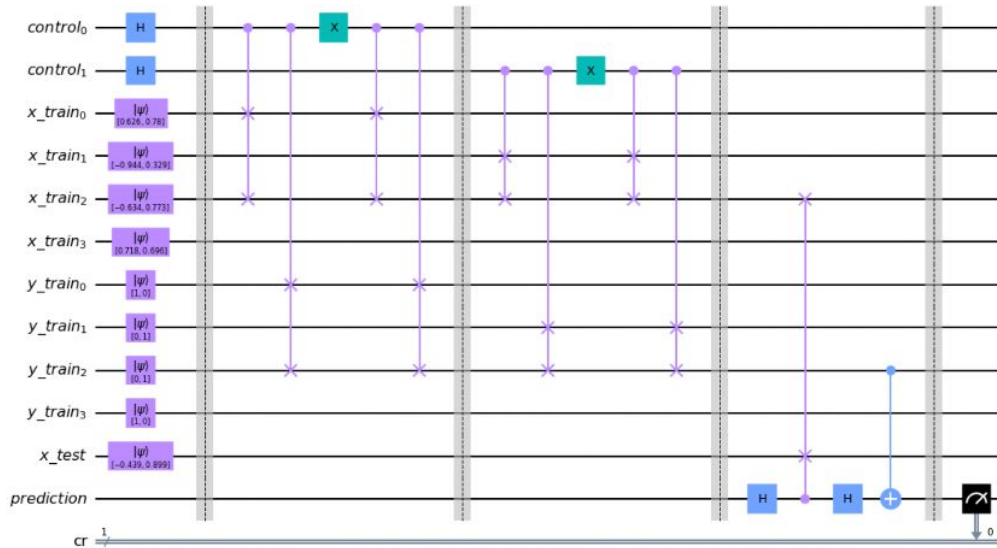 control₀ H X
control₁ H X
x_train₀ |ψ⟩ [0.626, 0.78]
x_train₁ |ψ⟩ [−0.944, 0.329]
x_train₂ |ψ⟩ [−0.634, 0.773]
x_train₃ |ψ⟩ [0.718, 0.696]
y_train₀ |ψ⟩ [1, 0]
y_train₁ |ψ⟩ [0, 1]
y_train₂ |ψ⟩ [0, 1]
y_train₃ |ψ⟩ [1, 0]
x_test |ψ⟩ [−0.439, 0.899]
prediction H H
cr 1 0